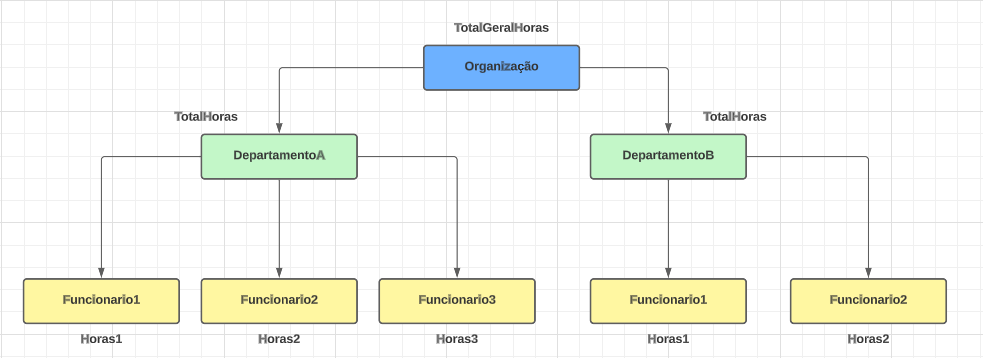 TotalGeralHoras
Organização
TotalHoras
TotalHoras
DepartamentoA
DepartamentoB
Funcionario1
Funcionario2
Funcionario3
Funcionario1
Funcionario2
Horas1
Horas2
Horas3
Horas1
Horas2